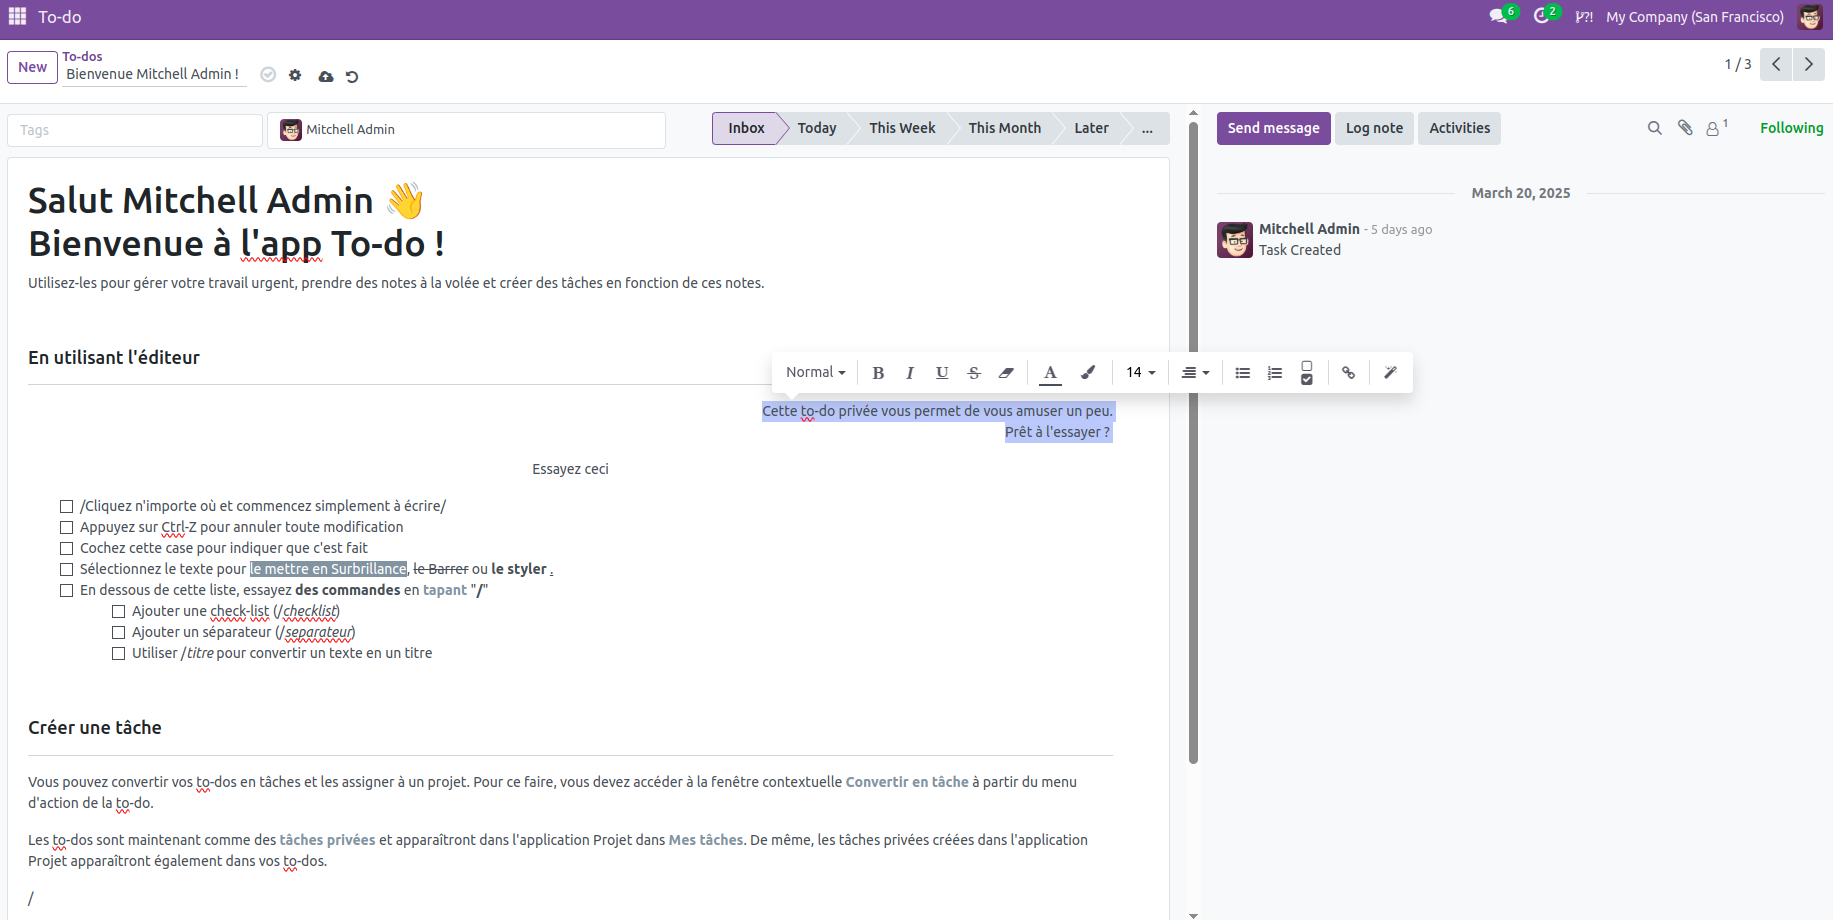 To-do
6
2
My Company (San Francisco)
New
To-dos
Bienvenue Mitchell Admin !
1 / 3
Tags
Mitchell Admin
Inbox
Today
This Week
This Month
Later
...
Send message
Log note
Activities
1
Following
Salut Mitchell Admin 👋
Bienvenue à l'app To-do !
Utilisez-les pour gérer votre travail urgent, prendre des notes à la volée et créer des tâches en fonction de ces notes.
March 20, 2025
Mitchell Admin - 5 days ago
Task Created
En utilisant l'éditeur
Normal
B I U S A 14
Cette to-do privée vous permet de vous amuser un peu.
Prêt à l'essayer ?
Essayez ceci
/Cliquez n'importe où et commencez simplement à écrire/
Appuyez sur Ctrl-Z pour annuler toute modification
Cochez cette case pour indiquer que c'est fait
Sélectionnez le texte pour le mettre en Surbrillance, le Barrer ou le styler .
En dessous de cette liste, essayez des commandes en tapant "/"
Ajouter une check-list (/checklist)
Ajouter un séparateur (/separateur)
Utiliser /titre pour convertir un texte en un titre
Créer une tâche
Vous pouvez convertir vos to-dos en tâches et les assigner à un projet. Pour ce faire, vous devez accéder à la fenêtre contextuelle Convertir en tâche à partir du menu
d'action de la to-do.
Les to-dos sont maintenant comme des tâches privées et apparaîtront dans l'application Projet dans Mes tâches. De même, les tâches privées créées dans l'application
Projet apparaîtront également dans vos to-dos.
/